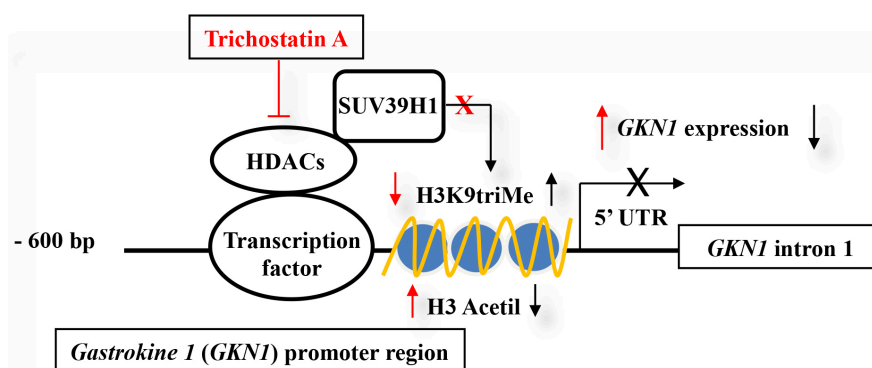 Trichostatin A
SUV39H1
X
GKN1 expression
HDACs
H3K9triMe
X
5’ UTR
- 600 bp
Transcription
factor
GKN1 intron 1
H3 Acetil
Gastrokine 1 (GKN1) promoter region